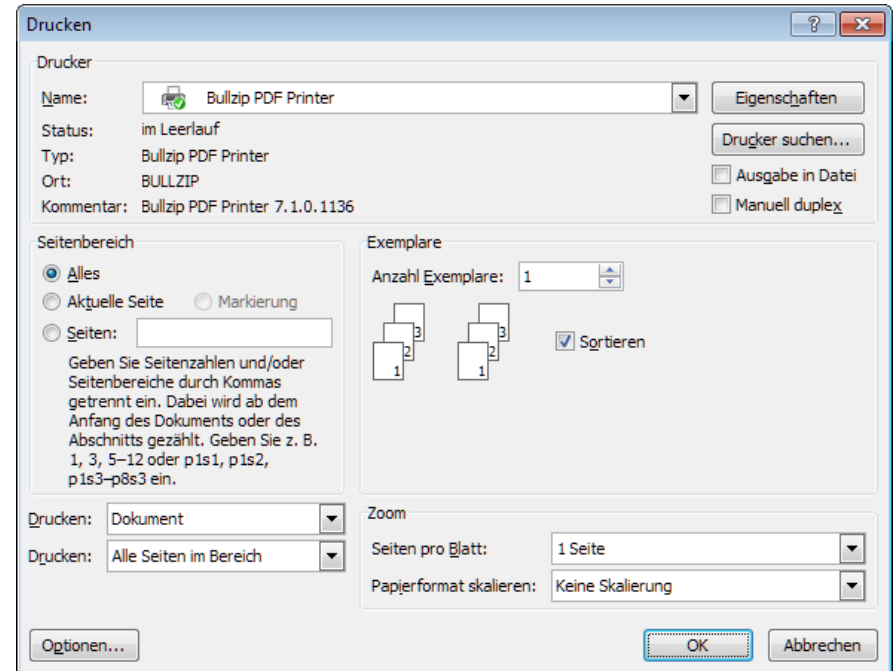 Drucken
Drucker
Name: Bullzip PDF Printer
Eigenschaften
Status: im Leerlauf
Drucker suchen...
Typ: Bullzip PDF Printer
Ort: BULLZIP
Ausgabe in Datei
Kommentar: Bullzip PDF Printer 7.1.0.1136
Manuell duplex
Seitenbereich
Alles
Aktuelle Seite Markierung
Seiten:
Geben Sie Seitenzahlen und/oder
Seitenbereiche durch Kommas
getrennt ein. Dabei wird ab dem
Anfang des Dokuments oder des
Abschnitts gezählt. Geben Sie z. B.
1, 3, 5–12 oder p1s1, p1s2,
p1s3–p8s3 ein.
Exemplare
Anzahl Exemplare: 1
3 3
2 2
1 1
Sortieren
Drucken: Dokument
Drucken: Alle Seiten im Bereich
Zoom
Seiten pro Blatt: 1 Seite
Papierformat skalieren: Keine Skalierung
Optionen...
OK
Abbrechen